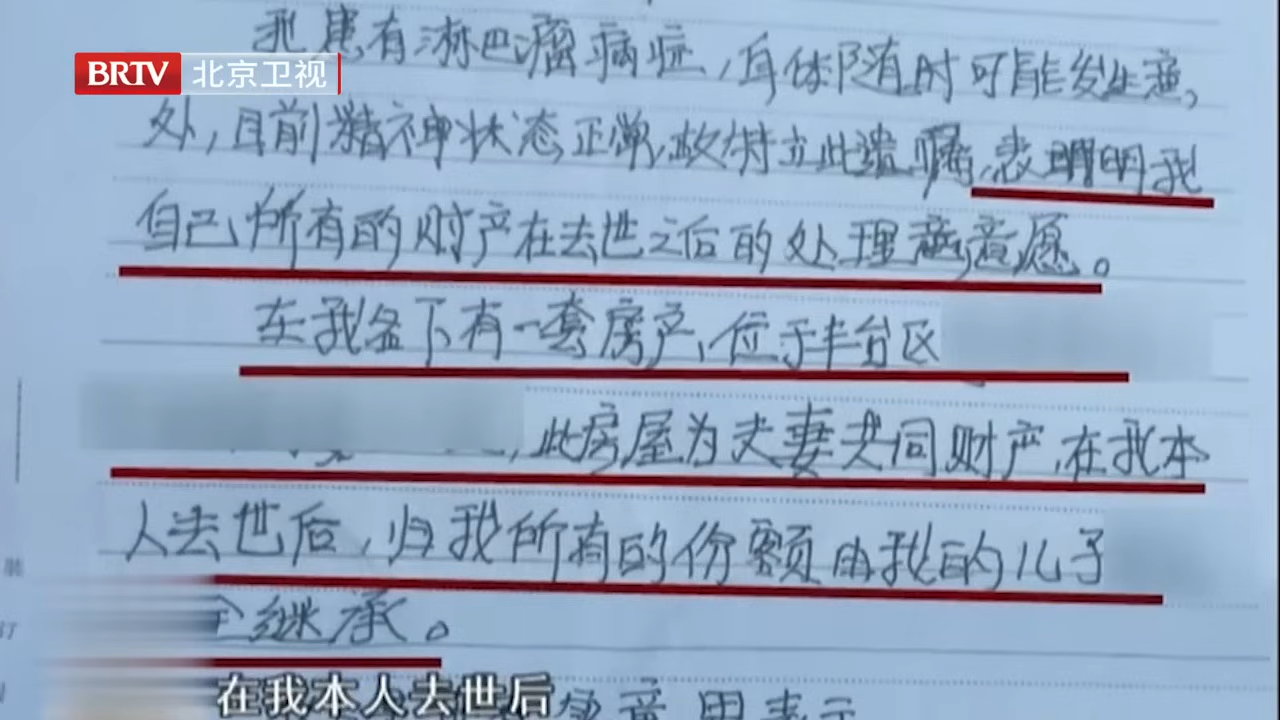 BRTV 北京卫视
我患有淋巴瘤病症，身体随时可能发生意
外，目前精神状态正常，故特立此遗嘱，表明我
自己所有的财产在去世之后的处理意愿。
在我名下有一套房产，位于丰台区
，此房屋为夫妻共同财产，在我本
人去世后，归我所有的份额由我的儿子
继承。
在我本人去世后
装
订